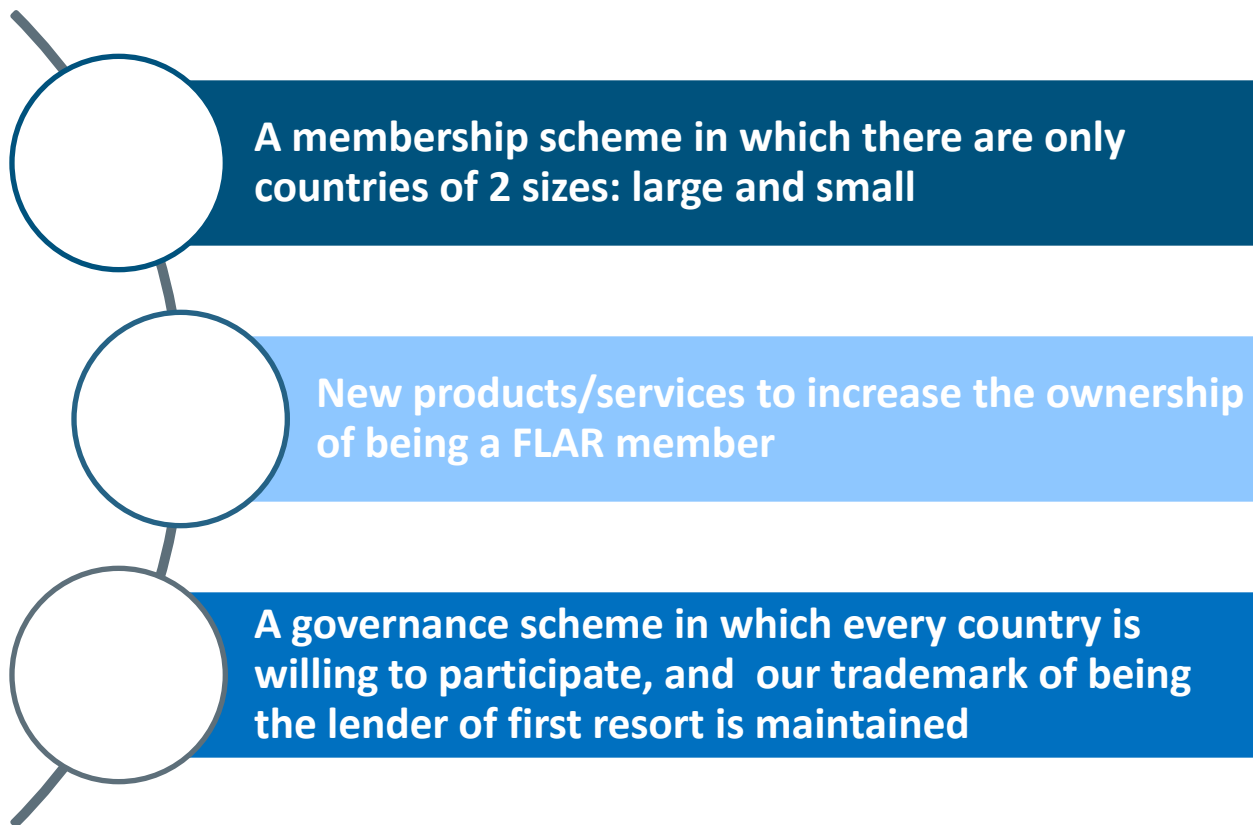 A membership scheme in which there are only
countries of 2 sizes: large and small
New products/services to increase the ownership
of being a FLAR member
A governance scheme in which every country is
willing to participate, and  our trademark of being
the lender of first resort is maintained